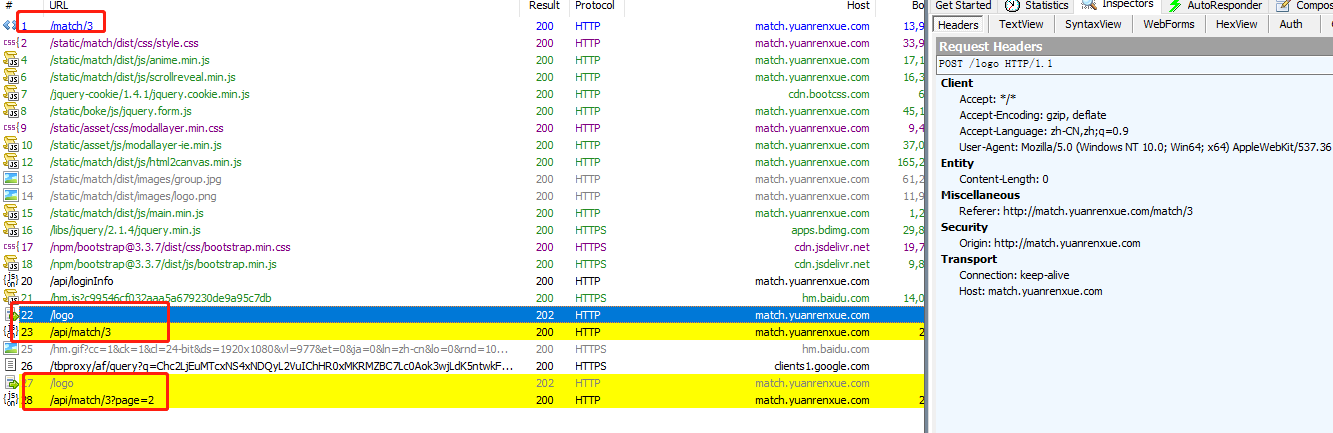 # URL Result Protocol Host Bo
1 /match/3 200 HTTP match.yuanrenxue.com 13,9
2 /static/match/dist/css/style.css 200 HTTP match.yuanrenxue.com 33,9
4 /static/match/dist/js/anime.min.js 200 HTTP match.yuanrenxue.com 17,1
6 /static/match/dist/js/scrollreveal.min.js 200 HTTP match.yuanrenxue.com 16,3
7 /jquery-cookie/1.4.1/jquery.cookie.min.js 200 HTTP cdn.bootcss.com 6
8 /static/boke/js/jquery.form.js 200 HTTP match.yuanrenxue.com 45,1
9 /static/asset/css/modallayer.min.css 200 HTTP match.yuanrenxue.com 9,4
10 /static/asset/js/modallayer-ie.min.js 200 HTTP match.yuanrenxue.com 37,0
12 /static/match/dist/js/html2canvas.min.js 200 HTTP match.yuanrenxue.com 165,2
13 /static/match/dist/images/group.jpg 200 HTTP match.yuanrenxue.com 61,2
14 /static/match/dist/images/logo.png 200 HTTP match.yuanrenxue.com 11,9
15 /static/match/dist/js/main.min.js 200 HTTP match.yuanrenxue.com 1,2
16 /libs/jquery/2.1.4/jquery.min.js 200 HTTPS apps.bdimg.com 29,8
17 /npm/bootstrap@3.3.7/dist/css/bootstrap.min.css 200 HTTPS cdn.jsdelivr.net 19,7
18 /npm/bootstrap@3.3.7/dist/js/bootstrap.min.js 200 HTTPS cdn.jsdelivr.net 9,8
20 /api/loginInfo 200 HTTP match.yuanrenxue.com
21 /hm.js?c99546cf032aaa5a679230de9a95c7db 200 HTTPS hm.baidu.com 14,0
22 /logo 202 HTTP match.yuanrenxue.com
23 /api/match/3 200 HTTP match.yuanrenxue.com 2
25 /hm.gif?cc=1&ck=1&cl=24-bit&ds=1920x1080&vl=977&et=0&ja=0&ln=zh-cn&lo=0&rnd=10... 200 HTTPS hm.baidu.com
26 200 HTTPS clients1.google.com
27 /logo 202 HTTP match.yuanrenxue.com
28 /api/match/3?page=2 200 HTTP match.yuanrenxue.com 2
Get Started Statistics Inspectors AutoResponder Compos
Headers TextView SyntaxView WebForms HexView Auth
Request Headers
POST /logo HTTP/1.1
Client
Accept: */*
Accept-Encoding: gzip, deflate
Accept-Language: zh-CN,zh;q=0.9
User-Agent: Mozilla/5.0 (Windows NT 10.0; Win64; x64) AppleWebKit/537.36
Entity
Content-Length: 0
Miscellaneous
Referer: http://match.yuanrenxue.com/match/3
Security
Origin: http://match.yuanrenxue.com
Transport
Connection: keep-alive
Host: match.yuanrenxue.com